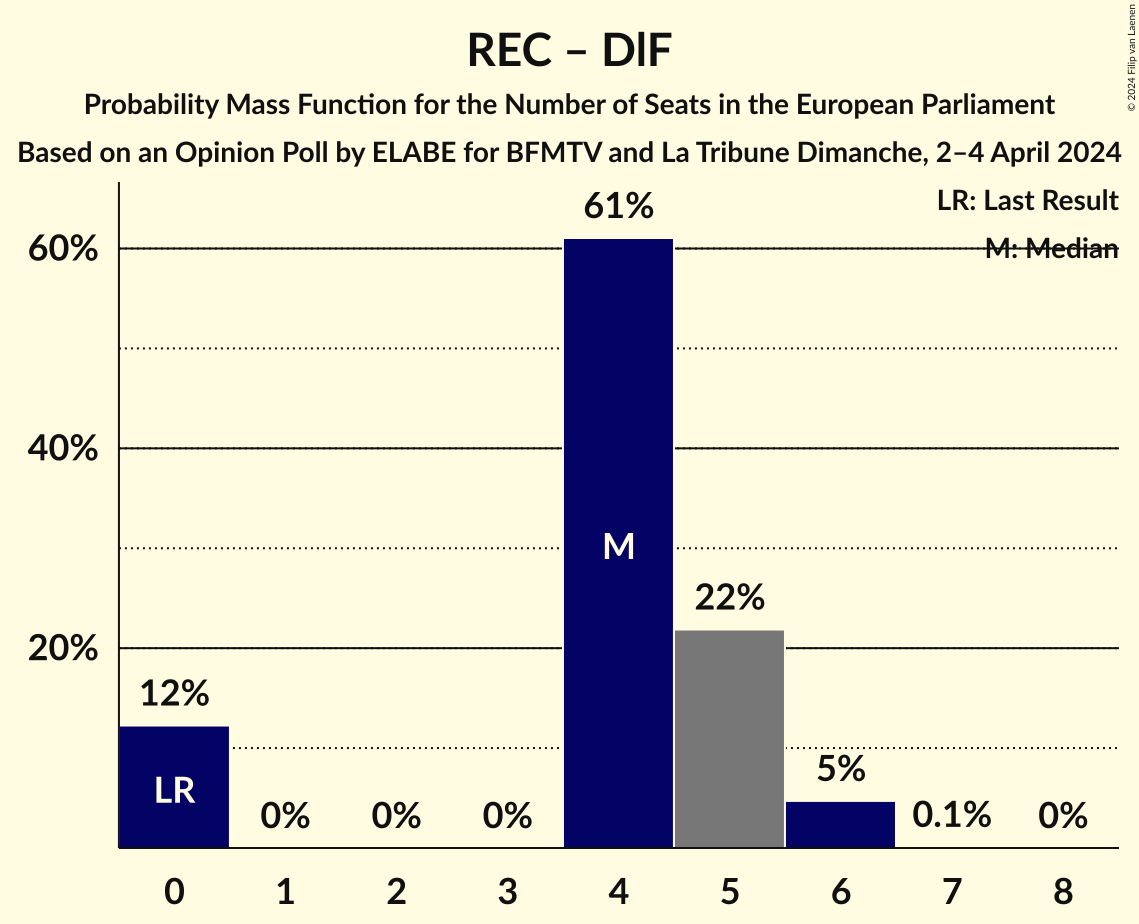 REC – DlF
Probability Mass Function for the Number of Seats in the European Parliament
Based on an Opinion Poll by ELABE for BFMTV and La Tribune Dimanche, 2–4 April 2024
© 2024 Filip van Laenen
LR: Last Result
M: Median
60%
40%
20%
12%
0%
0%
0%
61%
22%
5%
0.1%
0%
LR
M
0 1 2 3 4 5 6 7 8